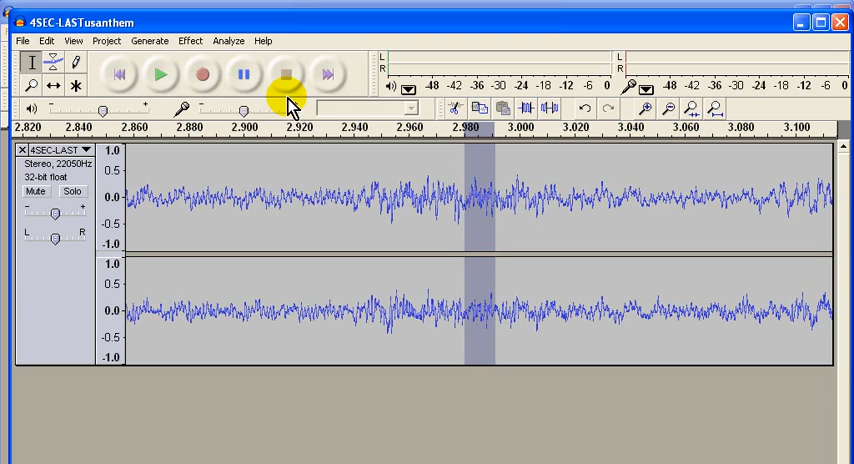 4SEC-LASTusanthem
File Edit View Project Generate Effect Analyze Help
L
R
-48 -42 -36 -30 -24 -18 -12 -6 0
L
R
-48 -42 -36 -30 -24 -18 -12 -6 0
- + - +
2.820 2.840 2.860 2.880 2.900 2.920 2.940 2.960 2.980 3.000 3.020 3.040 3.060 3.080 3.100
4SEC-LAST
Stereo, 22050Hz
32-bit float
Mute Solo
- +
L R
1.0
0.5
0.0
-0.5
-1.0
1.0
0.5
0.0
-0.5
-1.0